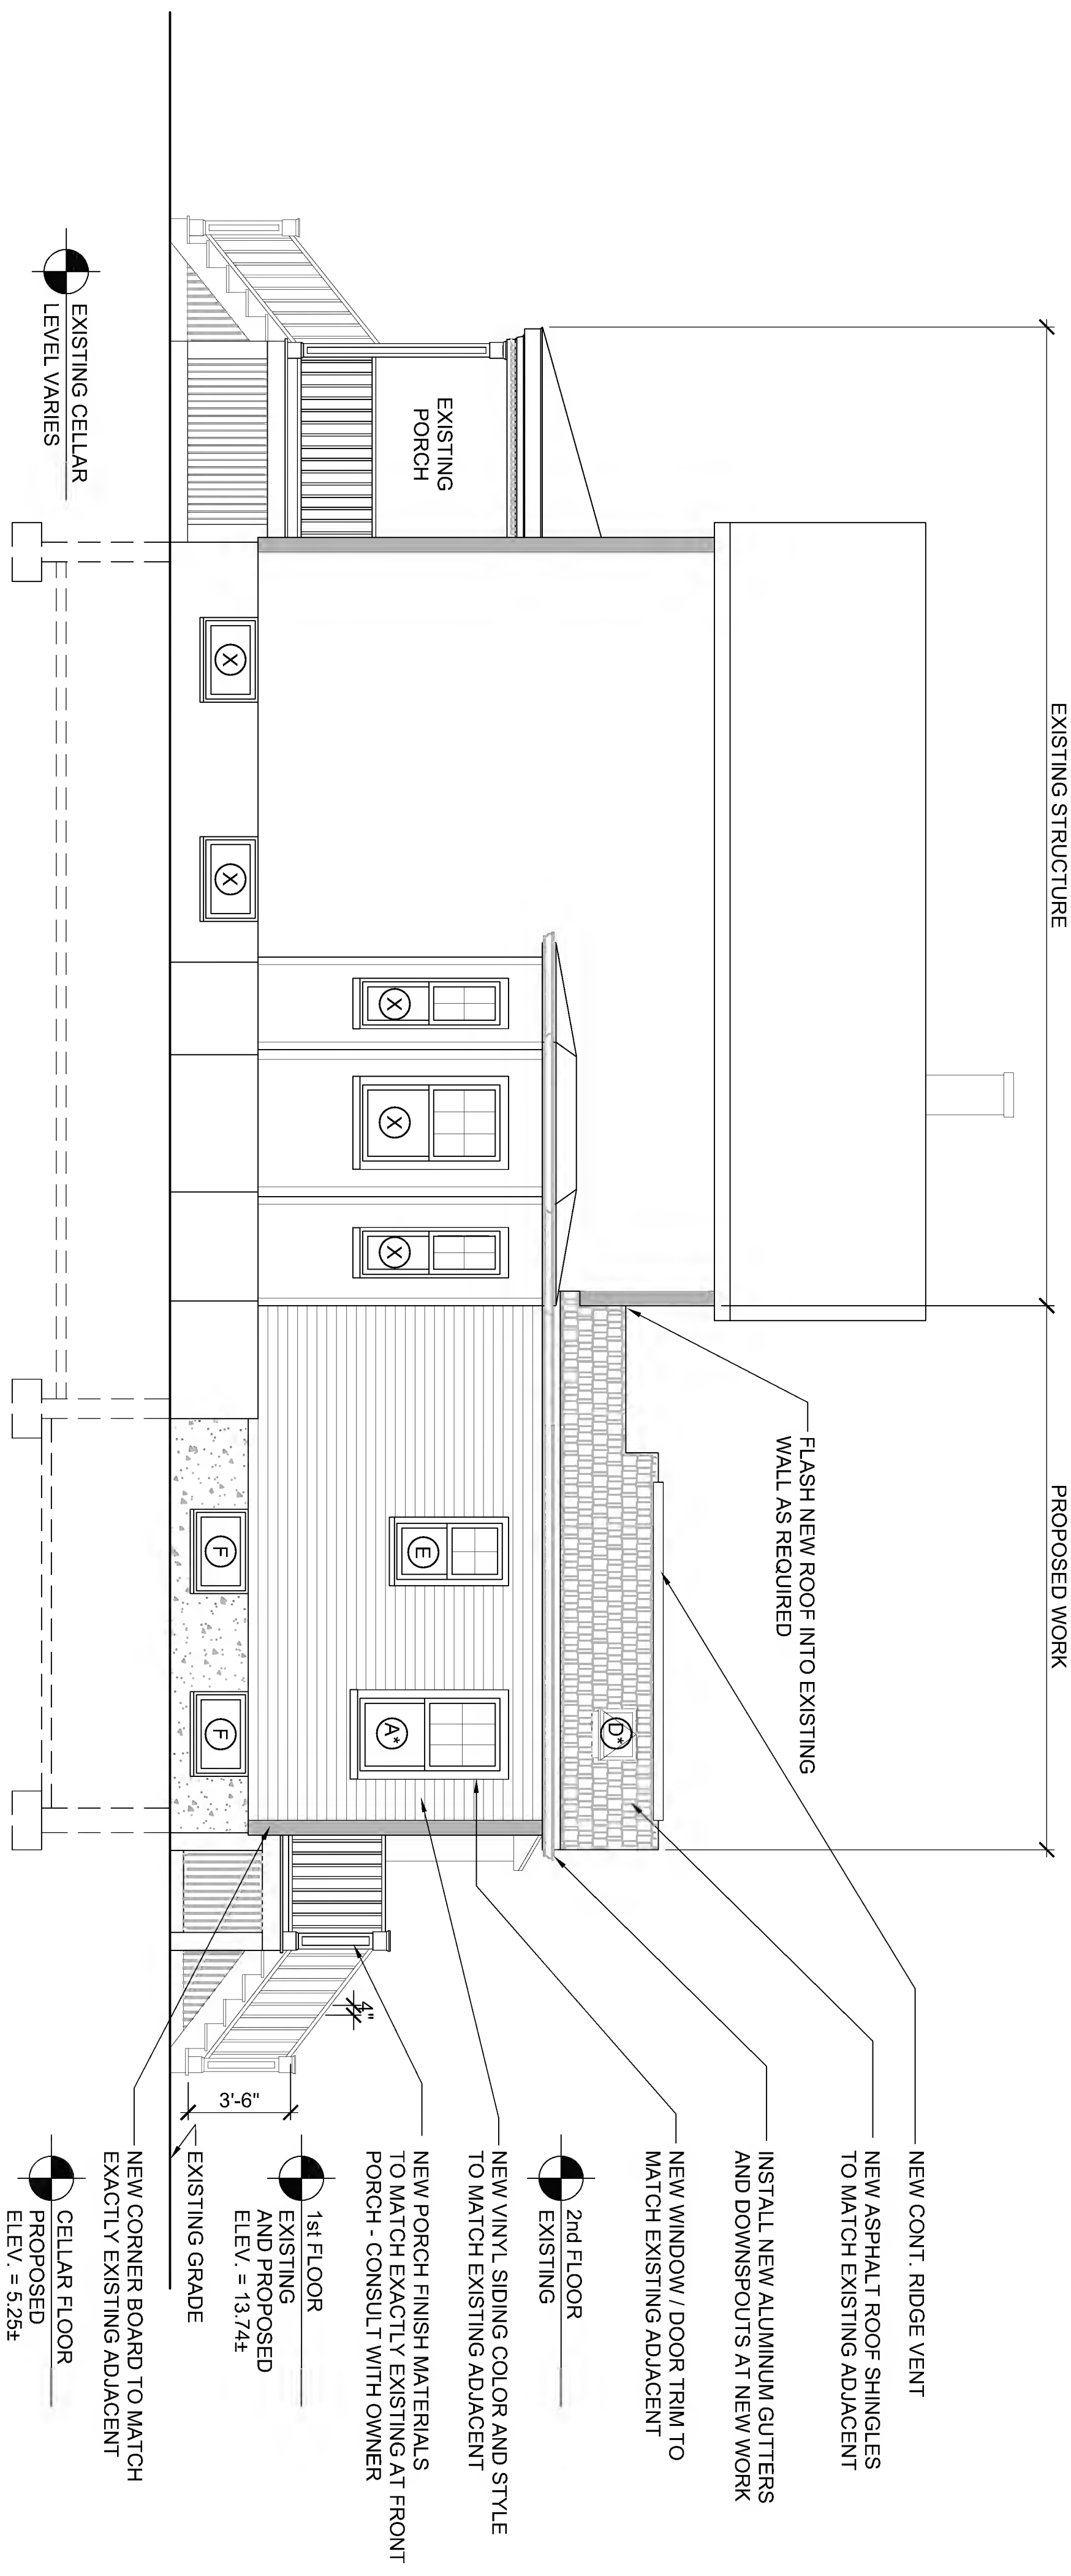 EXISTING STRUCTURE
PROPOSED WORK
FLASH NEW ROOF INTO EXISTING
WALL AS REQUIRED
NEW CONT. RIDGE VENT
NEW ASPHALT ROOF SHINGLES
TO MATCH EXISTING ADJACENT
INSTALL NEW ALUMINUM GUTTERS
AND DOWNSPOUTS AT NEW WORK
NEW WINDOW / DOOR TRIM TO
MATCH EXISTING ADJACENT
2nd FLOOR
EXISTING
NEW VINYL SIDING COLOR AND STYLE
TO MATCH EXISTING ADJACENT
NEW PORCH FINISH MATERIALS
TO MATCH EXACTLY EXISTING AT FRONT
PORCH - CONSULT WITH OWNER
1st FLOOR
EXISTING
AND PROPOSED
ELEV. = 13.74±
EXISTING GRADE
NEW CORNER BOARD TO MATCH
EXACTLY EXISTING ADJACENT
CELLAR FLOOR
PROPOSED
ELEV. = 5.25±
EXISTING
PORCH
EXISTING CELLAR
LEVEL VARIES
D*
X
X
X
E
A*
X
X
F
F
4"
3'-6"